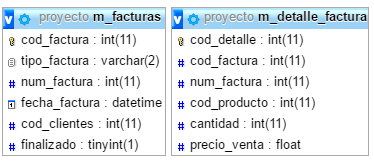 v proyecto m_facturas
cod_factura : int(11)
tipo_factura : varchar(2)
num_factura : int(11)
fecha_factura : datetime
cod_clientes : int(11)
finalizado : tinyint(1)
v proyecto m_detalle_factura
cod_detalle : int(11)
cod_factura : int(11)
num_factura : int(11)
cod_producto : int(11)
cantidad : int(11)
precio_venta : float